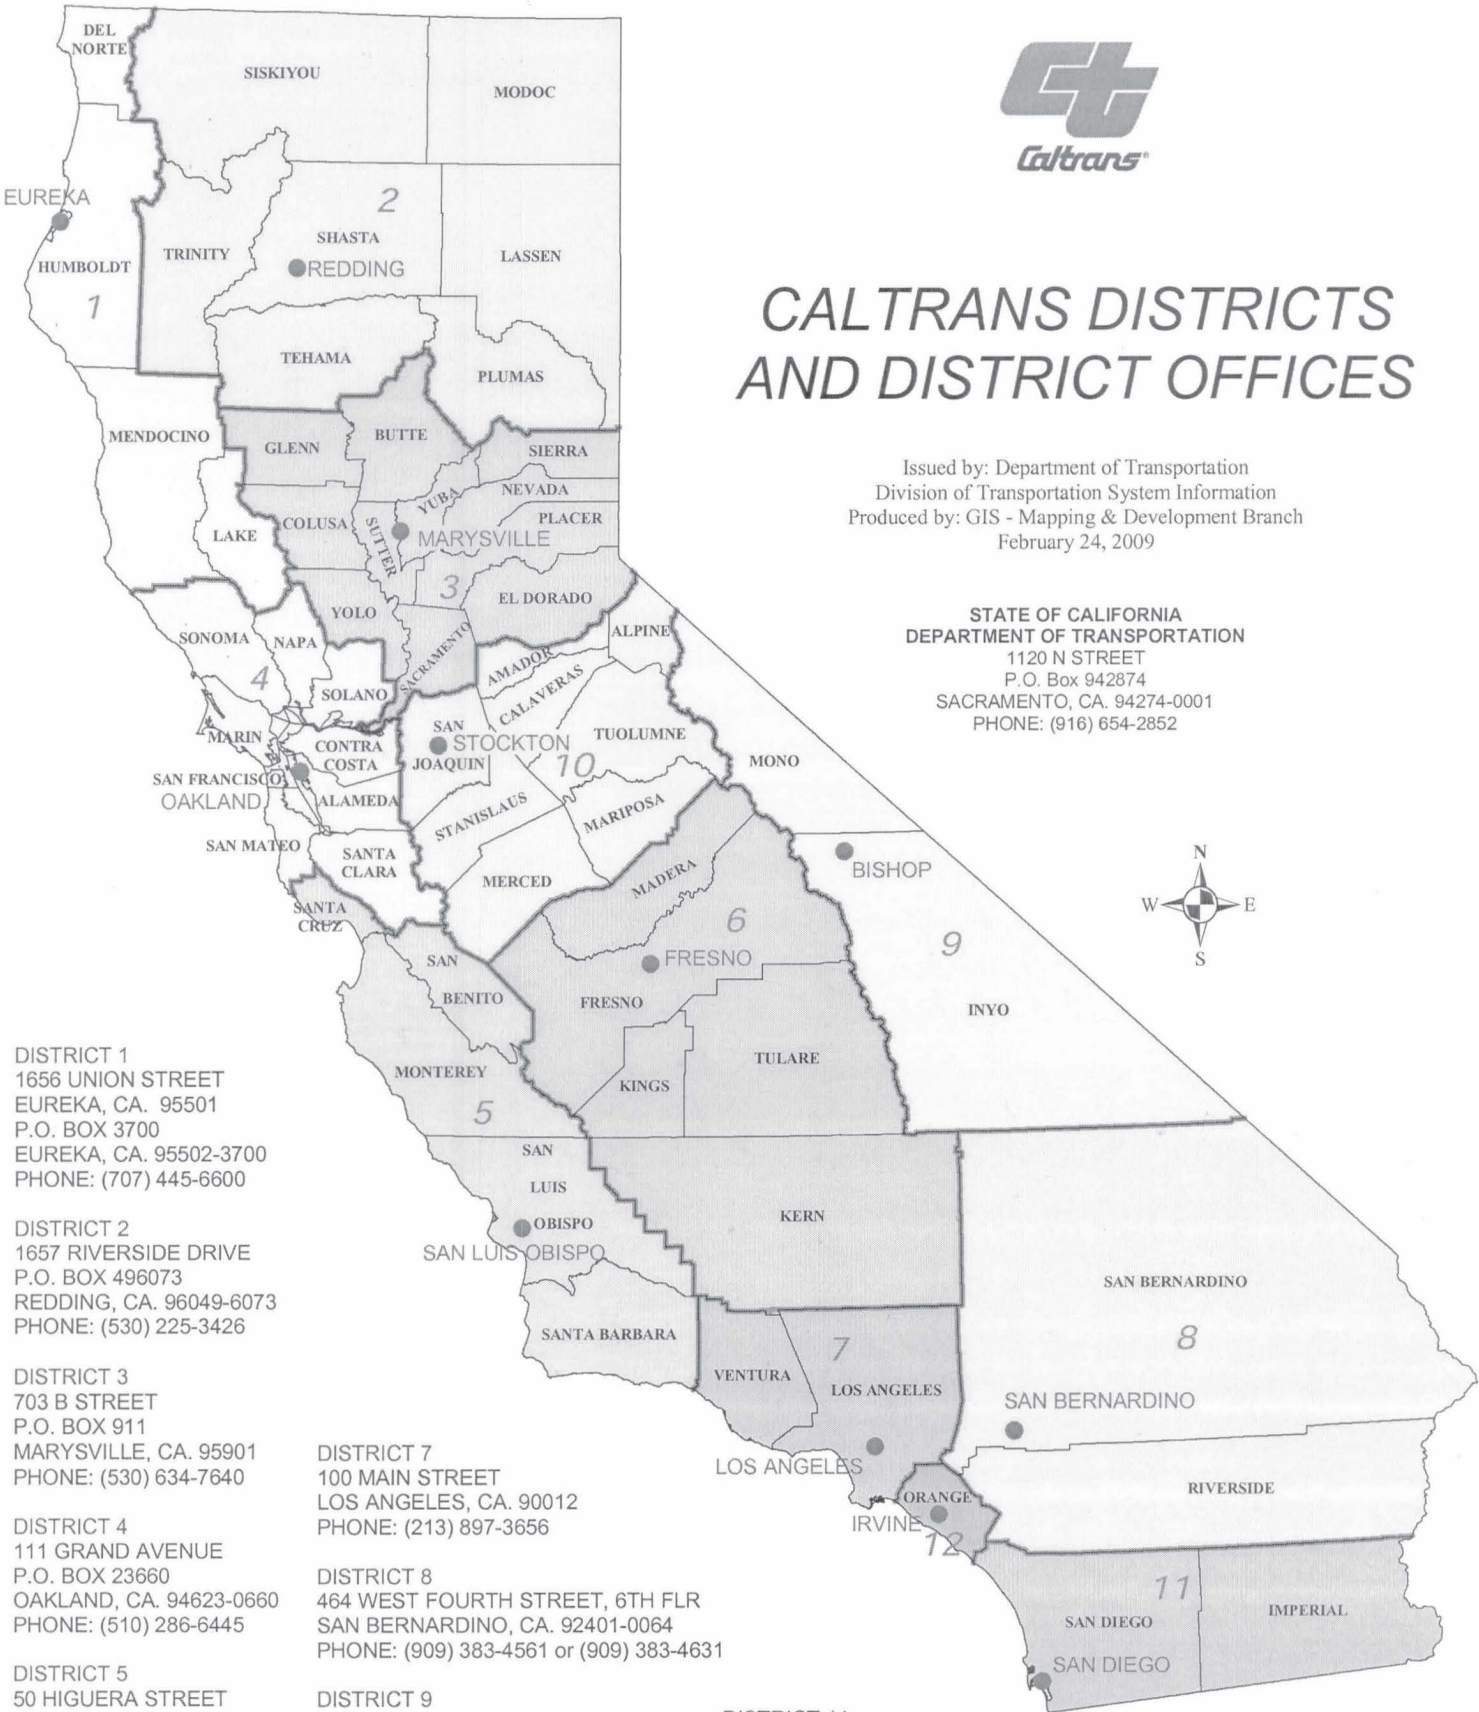 Caltrans®
CALTRANS DISTRICTS
AND DISTRICT OFFICES
Issued by: Department of Transportation
Division of Transportation System Information
Produced by: GIS - Mapping & Development Branch
February 24, 2009
STATE OF CALIFORNIA
DEPARTMENT OF TRANSPORTATION
1120 N STREET
P.O. Box 942874
SACRAMENTO, CA. 94274-0001
PHONE: (916) 654-2852
N
W
E
S
DEL
NORTE
SISKIYOU
MODOC
EUREKA
HUMBOLDT
1
TRINITY
2
SHASTA
REDDING
LASSEN
TEHAMA
PLUMAS
MENDOCINO
GLENN
BUTTE
SIERRA
YUBA
NEVADA
PLACER
LAKE
COLUSA
SUTTER
MARYSVILLE
3
YOLO
EL DORADO
SACRAMENTO
SONOMA
NAPA
4
SOLANO
ALPINE
AMADOR
CALAVERAS
MARIN
CONTRA
COSTA
SAN
JOAQUIN
STOCKTON
TUOLUMNE
10
MONO
SAN FRANCISCO
OAKLAND
ALAMEDA
STANISLAUS
MARIPOSA
SAN MATEO
SANTA
CLARA
MERCED
MADERA
BISHOP
SANTA
CRUZ
6
FRESNO
9
SAN
BENITO
FRESNO
INYO
MONTEREY
5
KINGS
TULARE
SAN
LUIS
OBISPO
SAN LUIS OBISPO
KERN
SAN BERNARDINO
8
SANTA BARBARA
VENTURA
7
LOS ANGELES
SAN BERNARDINO
LOS ANGELES
ORANGE
IRVINE
12
RIVERSIDE
11
SAN DIEGO
IMPERIAL
SAN DIEGO
DISTRICT 1
1656 UNION STREET
EUREKA, CA. 95501
P.O. BOX 3700
EUREKA, CA. 95502-3700
PHONE: (707) 445-6600
DISTRICT 2
1657 RIVERSIDE DRIVE
P.O. BOX 496073
REDDING, CA. 96049-6073
PHONE: (530) 225-3426
DISTRICT 3
703 B STREET
P.O. BOX 911
MARYSVILLE, CA. 95901
PHONE: (530) 634-7640
DISTRICT 4
111 GRAND AVENUE
P.O. BOX 23660
OAKLAND, CA. 94623-0660
PHONE: (510) 286-6445
DISTRICT 5
50 HIGUERA STREET
DISTRICT 7
100 MAIN STREET
LOS ANGELES, CA. 90012
PHONE: (213) 897-3656
DISTRICT 8
464 WEST FOURTH STREET, 6TH FLR
SAN BERNARDINO, CA. 92401-0064
PHONE: (909) 383-4561 or (909) 383-4631
DISTRICT 9